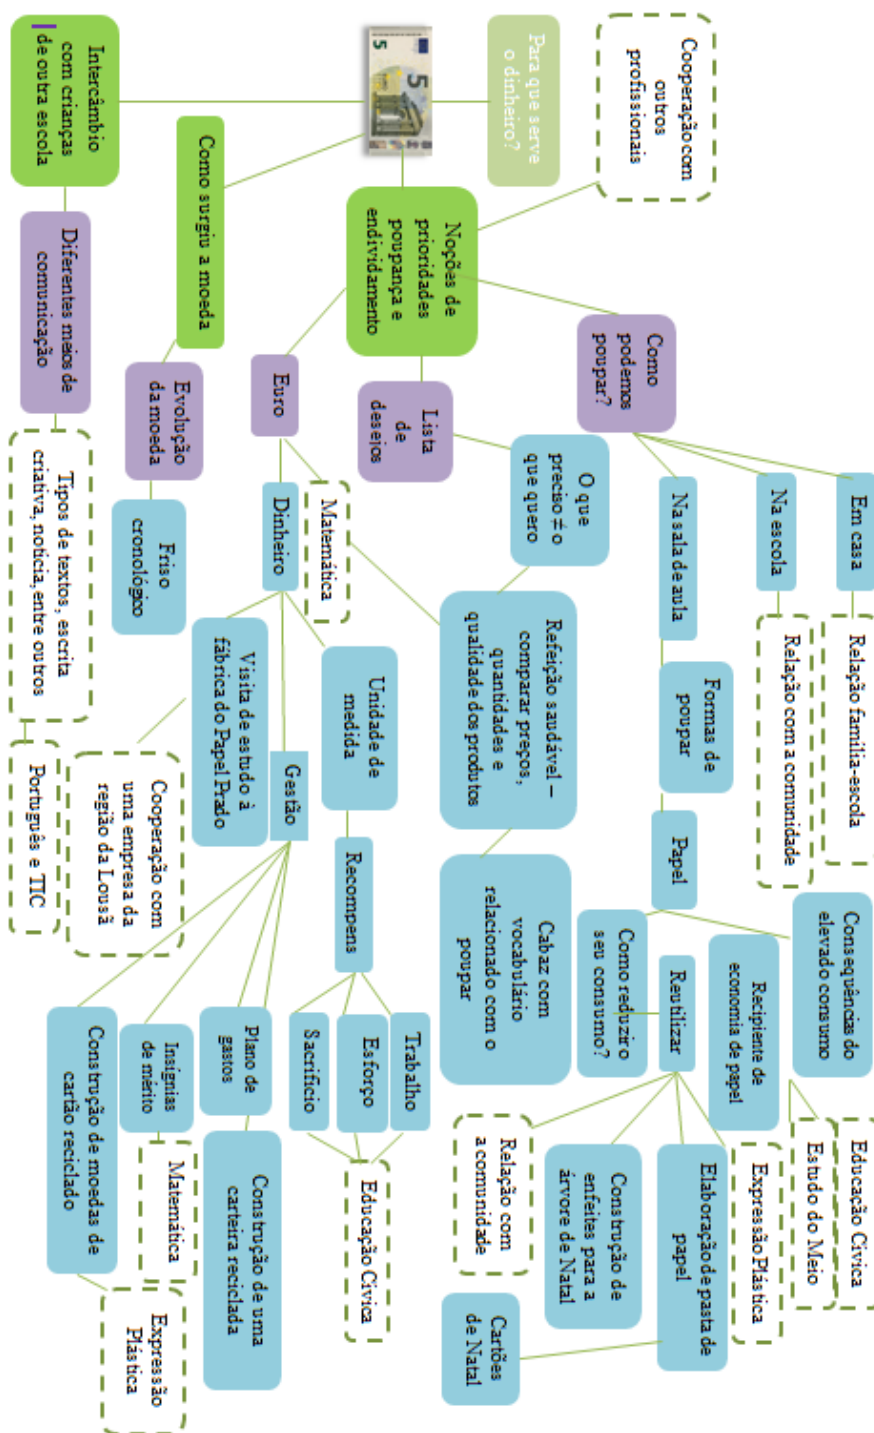 Cooperação com
outros
profissionais
Para que serve
o dinheiro?
5
5
Intercâmbio
com crianças
de outra escola
Como surgiu a moeda
Noções de
prioridades
poupança e
endividamento
Como
podemos
poupar?
Lista
de
desejos
Euro
Evolução
da moeda
Diferentes meios de
comunicação
Em casa
Na escola
Na sala de aula
O que
preciso ≠ o
que quero
Matemática
Dinheiro
Friso
cronológico
Tipos de textos, escrita
criativa, noticia, entre outros
Relação família-escola
Relação com a comunidade
Formas de
poupar
Papel
Refeição saudável –
comparar preços,
quantidades e
qualidade dos produtos
Unidade de
medida
Gestão
Visita de estudo à
fábrica do Papel Prado
Cooperação com
uma empresa da
região da Lousã
Português e TIC
Consequências do
elevado consumo
Recipiente de
economia de papel
Reutilizar
Como reduzir o
seu consumo?
Cabaz com
vocabulário
relacionado com o
poupar
Recompens
Trabalho
Esforço
Sacrifício
Plano de
gastos
Insígnias
de mérito
Construção de moedas de
cartão reciclado
Educação Cívica
Estudo do Meio
Expressão Plástica
Elaboração de pasta de
papel
Construção de
enfeites para a
árvore de Natal
Relação com
a comunidade
Educação Cívica
Construção de uma
carteira reciclada
Matemática
Expressão
Plástica
Cartões
de Natal